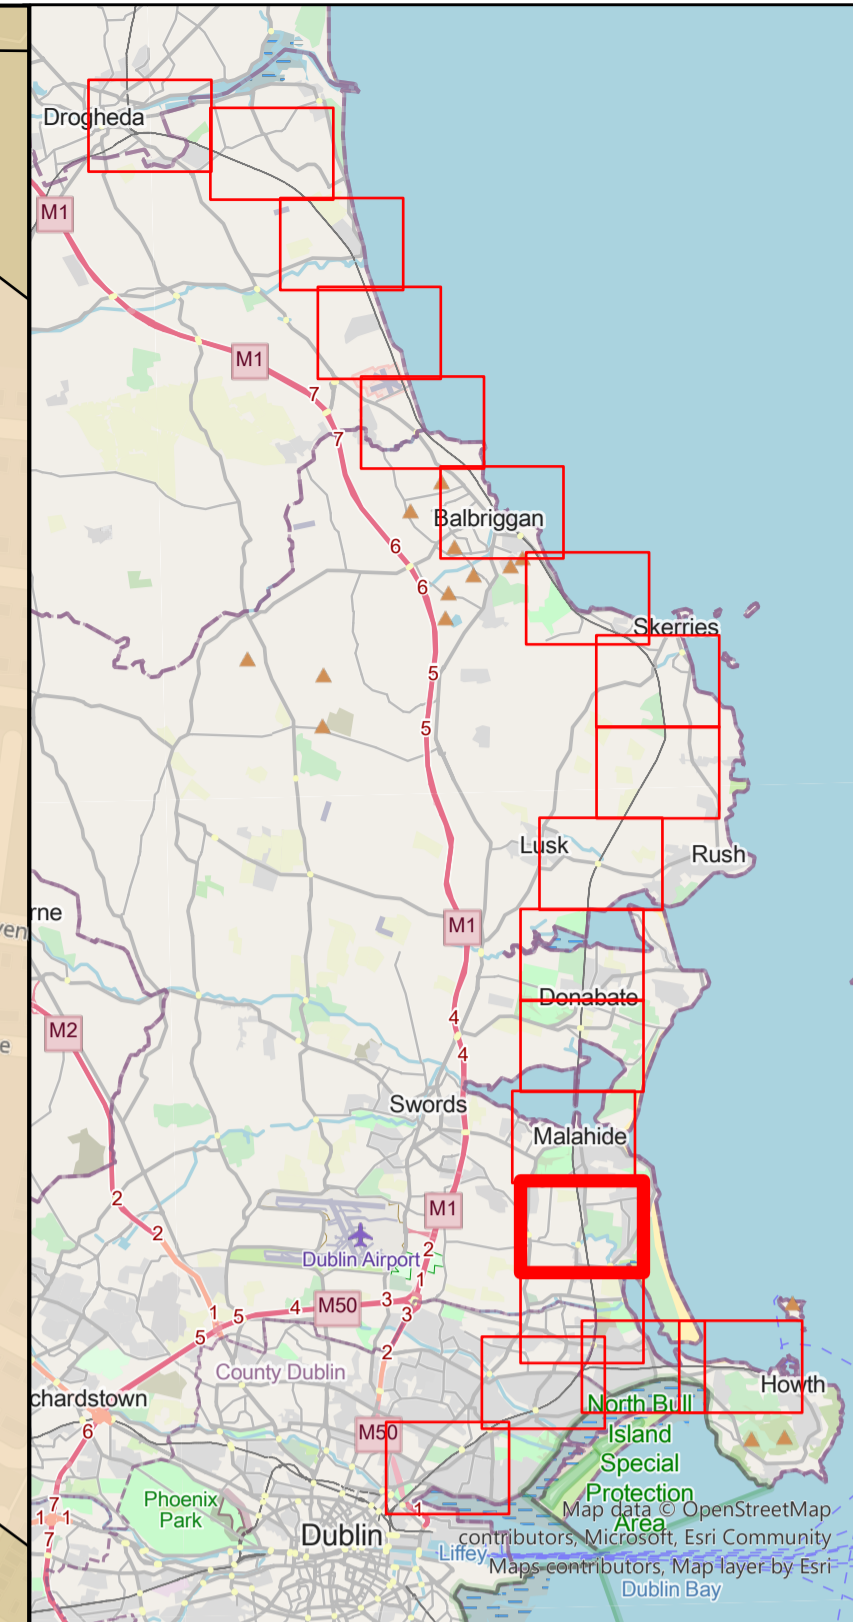 Drogheda
M1
M1
7
7
Balbriggan
6
6
Skerries
5
5
Lusk
Rush
rne
M1
M2
Donabate
4
4
e
Swords
Malahide
2
2
M1
Dublin Airport
2
1
M50
3
3
4
5
5
1
2
County Dublin
chardstown
Howth
North Bull
Island
Special
Protection
Area
6
M50
Phoenix
Park
7
1
1
7
1
Dublin
Liffey
Map data © OpenStreetMap
contributors, Microsoft, Esri Community
Maps contributors, Map layer by Esri
Dublin Bay